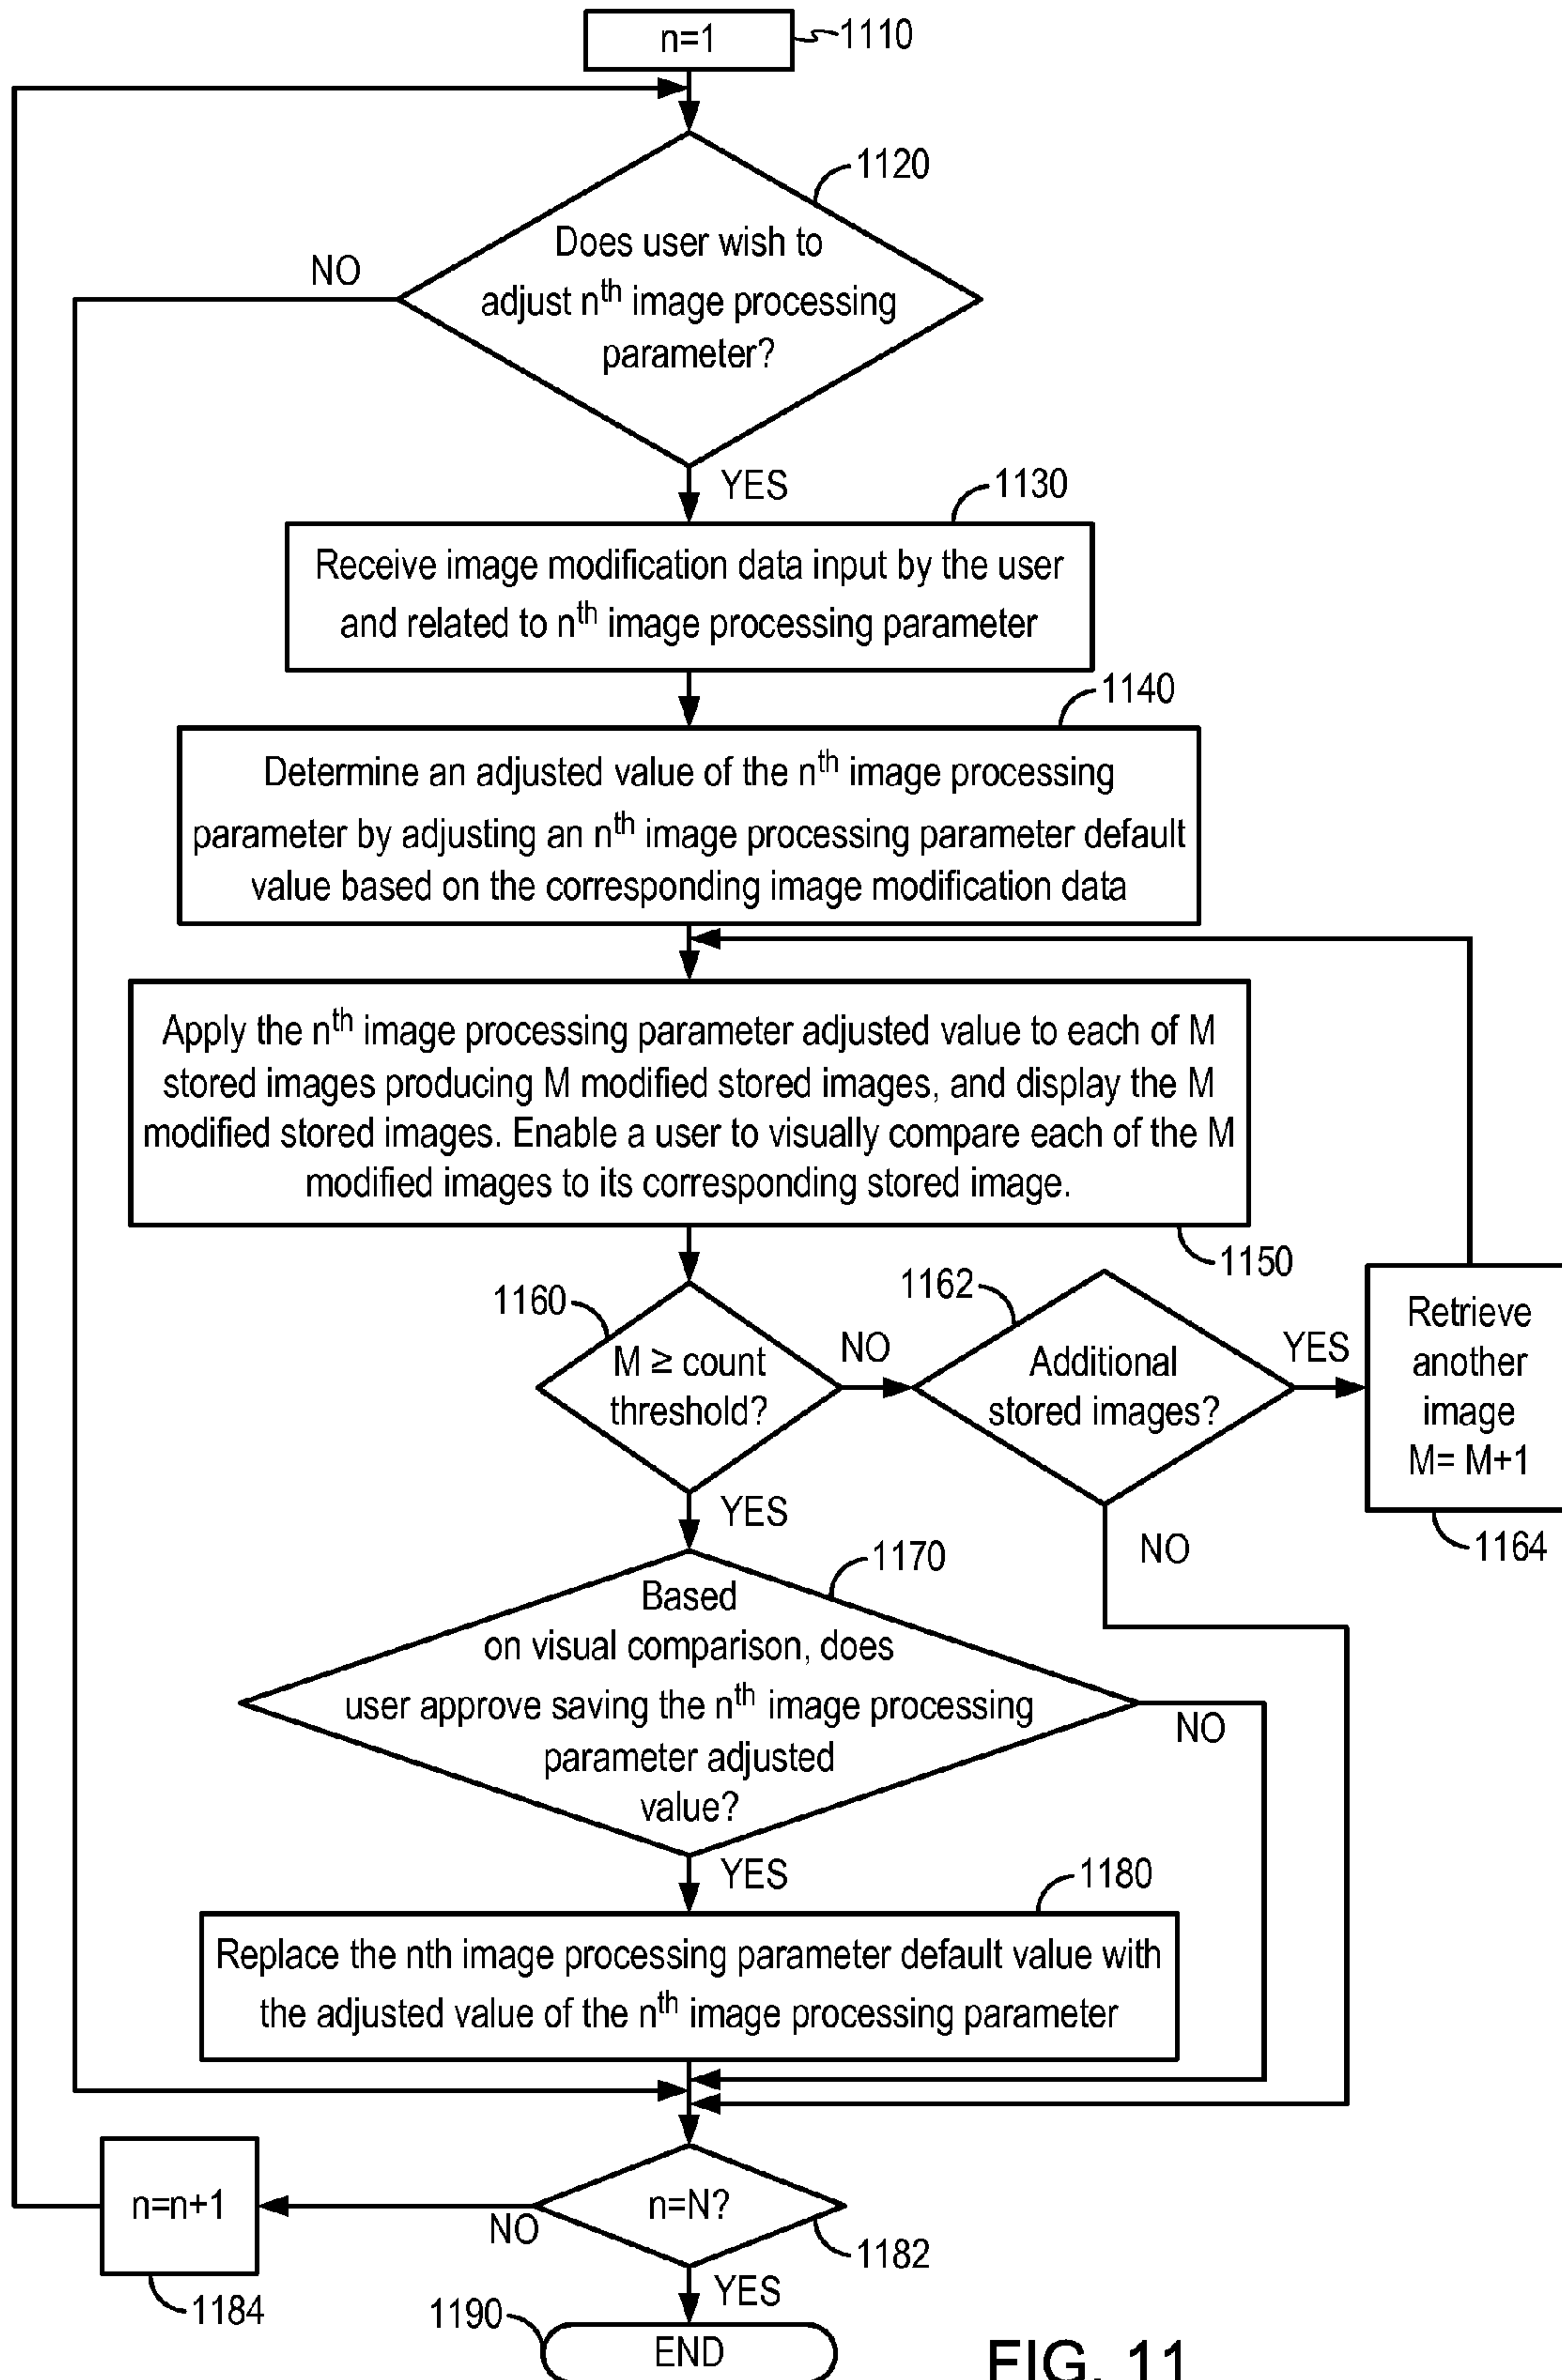 n=1
1110
1120
Does user wish to
adjust nth image processing
parameter?
NO
YES
1130
Receive image modification data input by the user
and related to nth image processing parameter
1140
Determine an adjusted value of the nth image processing
parameter by adjusting an nth image processing parameter default
value based on the corresponding image modification data
Apply the nth image processing parameter adjusted value to each of M
stored images producing M modified stored images, and display the M
modified stored images. Enable a user to visually compare each of the M
modified images to its corresponding stored image.
1150
1160
M ≥ count
threshold?
NO
1162
Additional
stored images?
YES
Retrieve
another
image
M= M+1
1164
YES
NO
1170
Based
on visual comparison, does
user approve saving the nth image processing
parameter adjusted
value?
NO
YES
1180
Replace the nth image processing parameter default value with
the adjusted value of the nth image processing parameter
n=n+1
1184
NO
n=N?
1182
YES
1190
END
FIG. 11